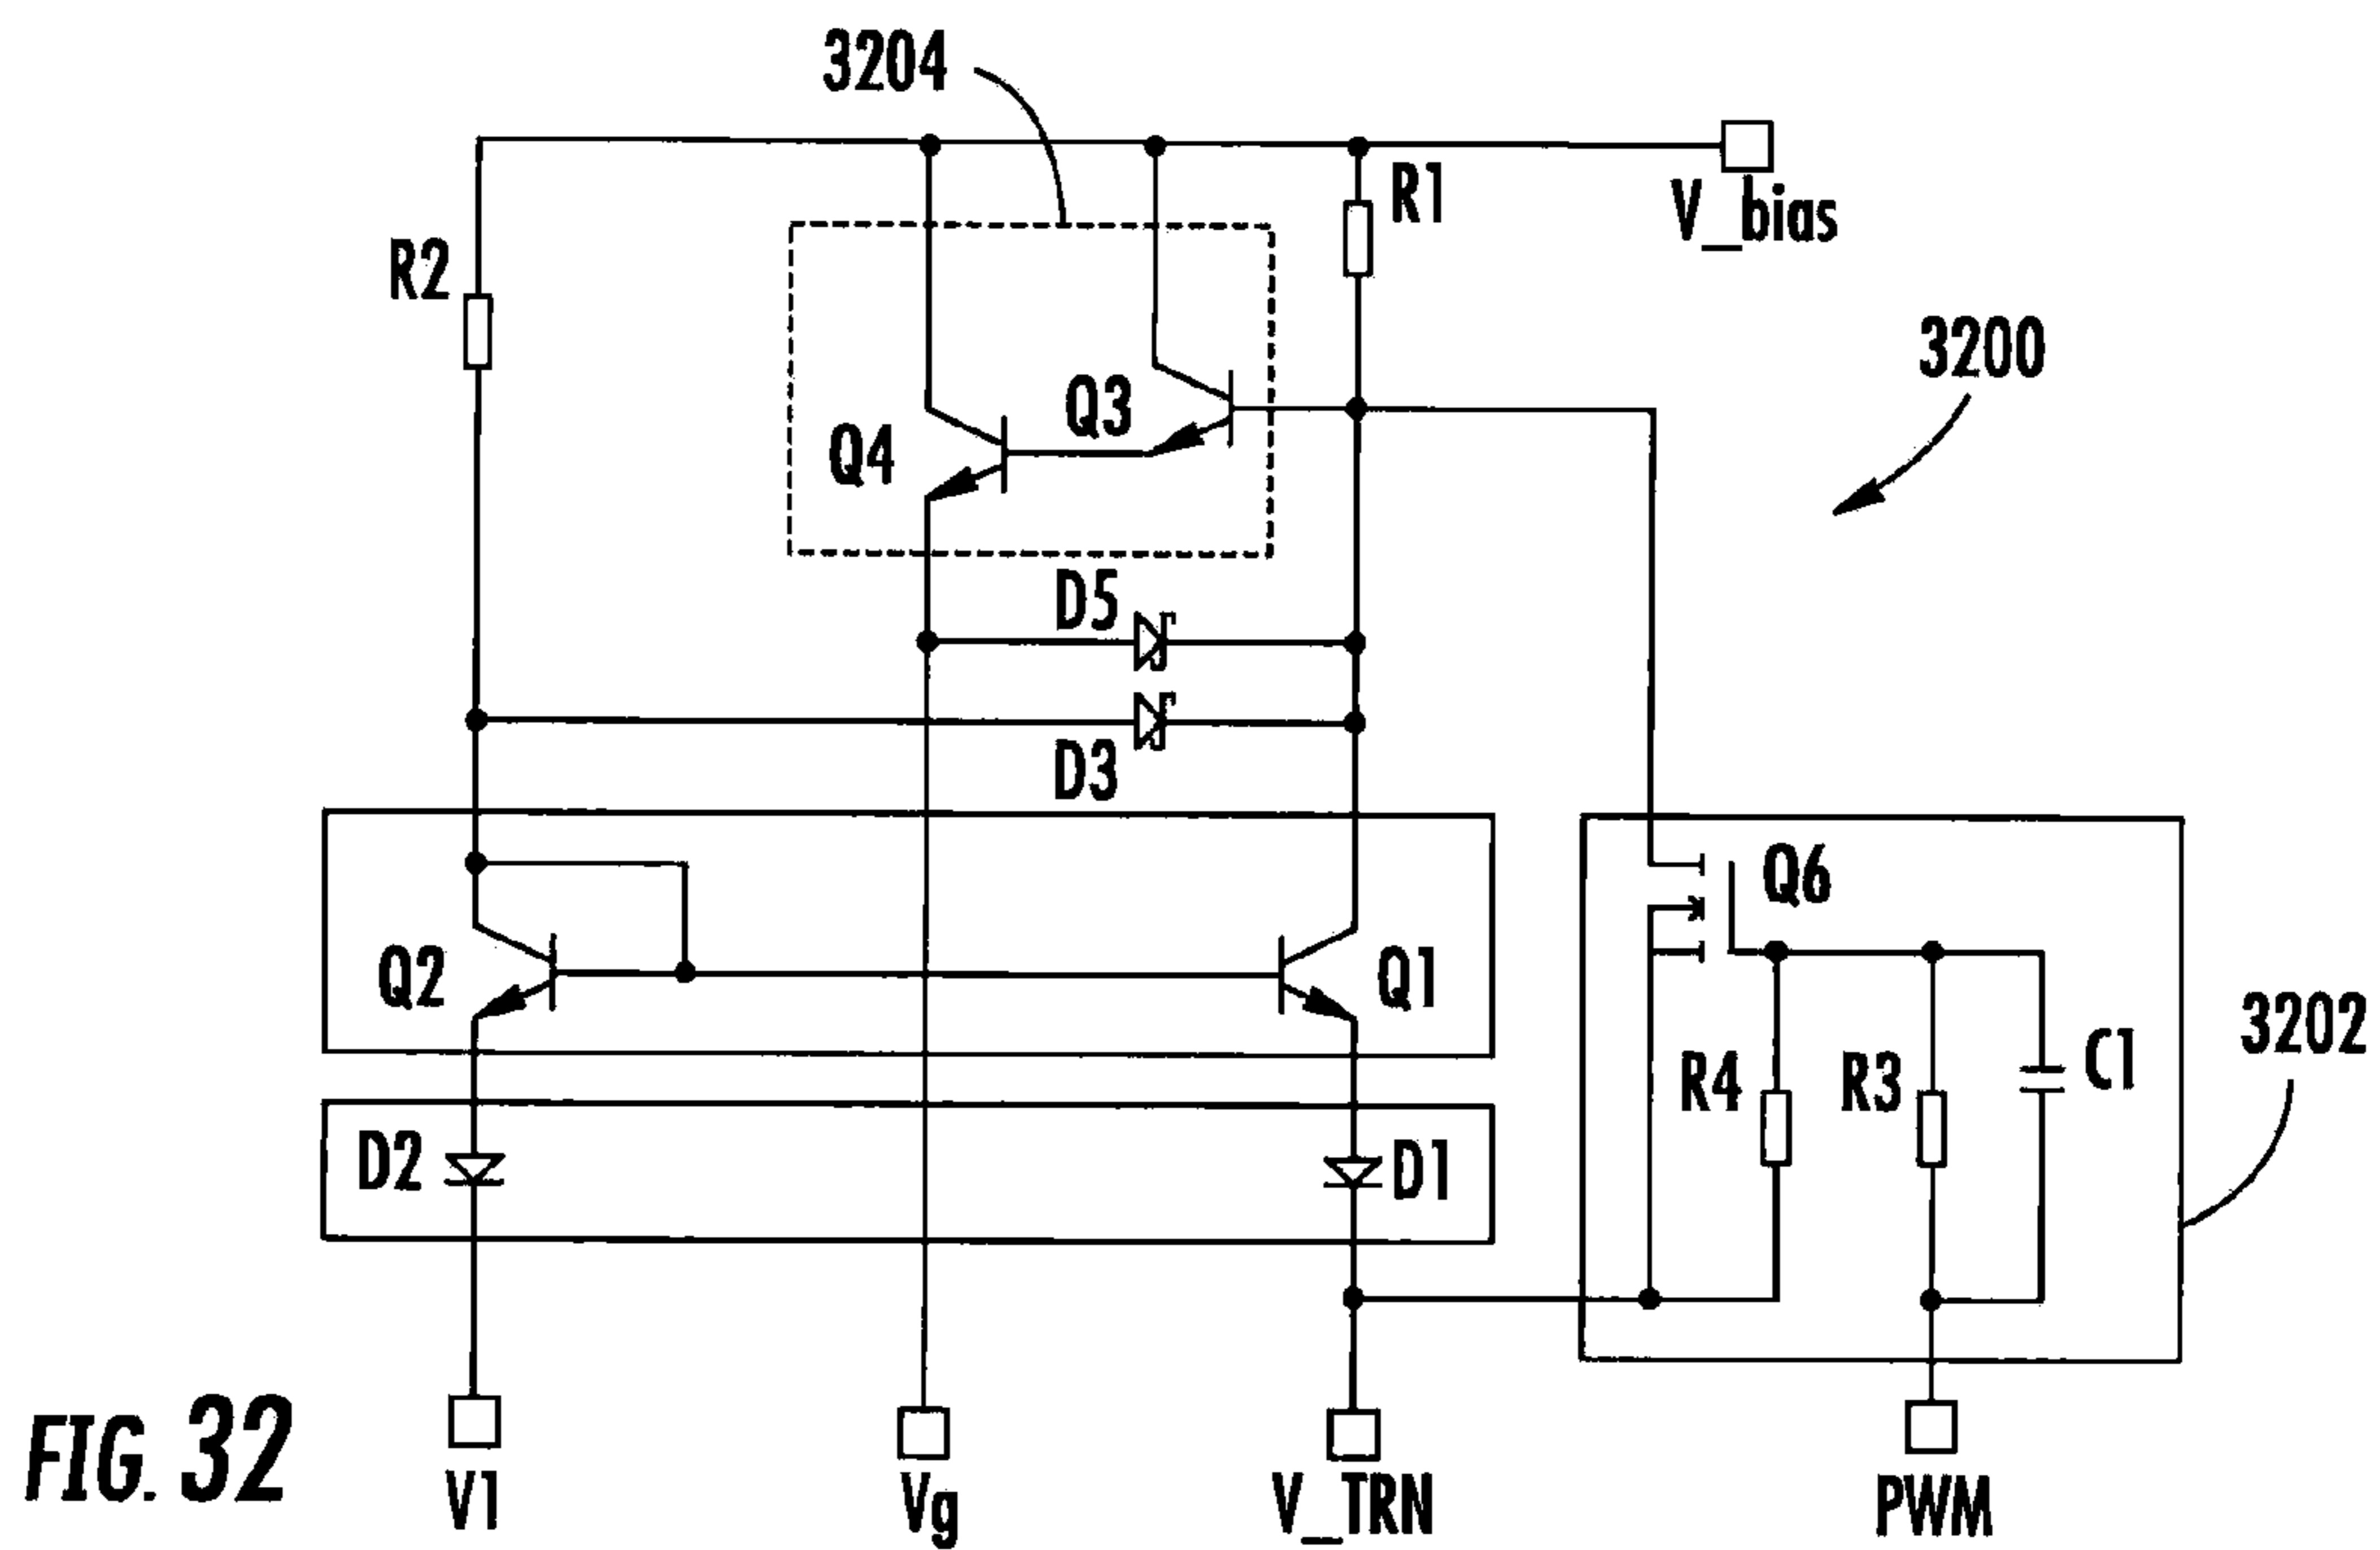 3204
R1
V_bias
R2
3200
Q3
Q4
D5
D3
Q6
Q2
Q1
3202
R4
R3
C1
D2
D1
FIG. 32
V1
Vg
V_TRN
PWM